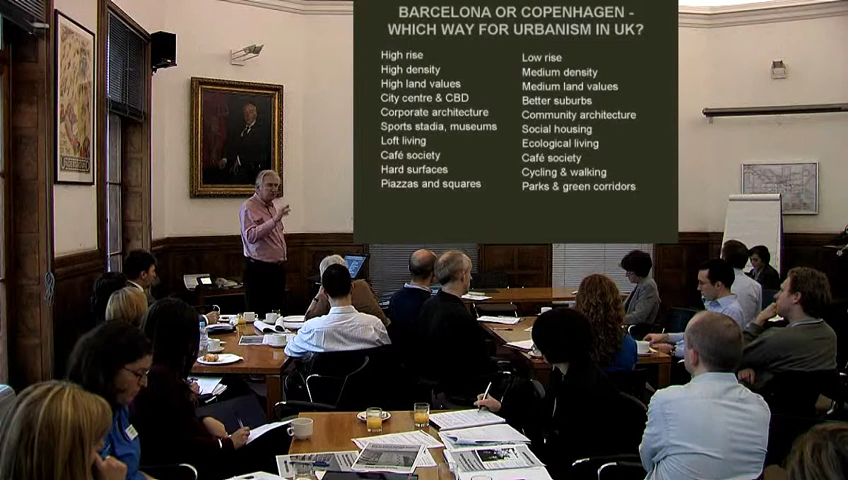 BARCELONA OR COPENHAGEN -
WHICH WAY FOR URBANISM IN UK?
High rise
High density
High land values
City centre & CBD
Corporate architecture
Sports stadia, museums
Loft living
Café society
Hard surfaces
Piazzas and squares
Low rise
Medium density
Medium land values
Better suburbs
Community architecture
Social housing
Ecological living
Café society
Cycling & walking
Parks & green corridors